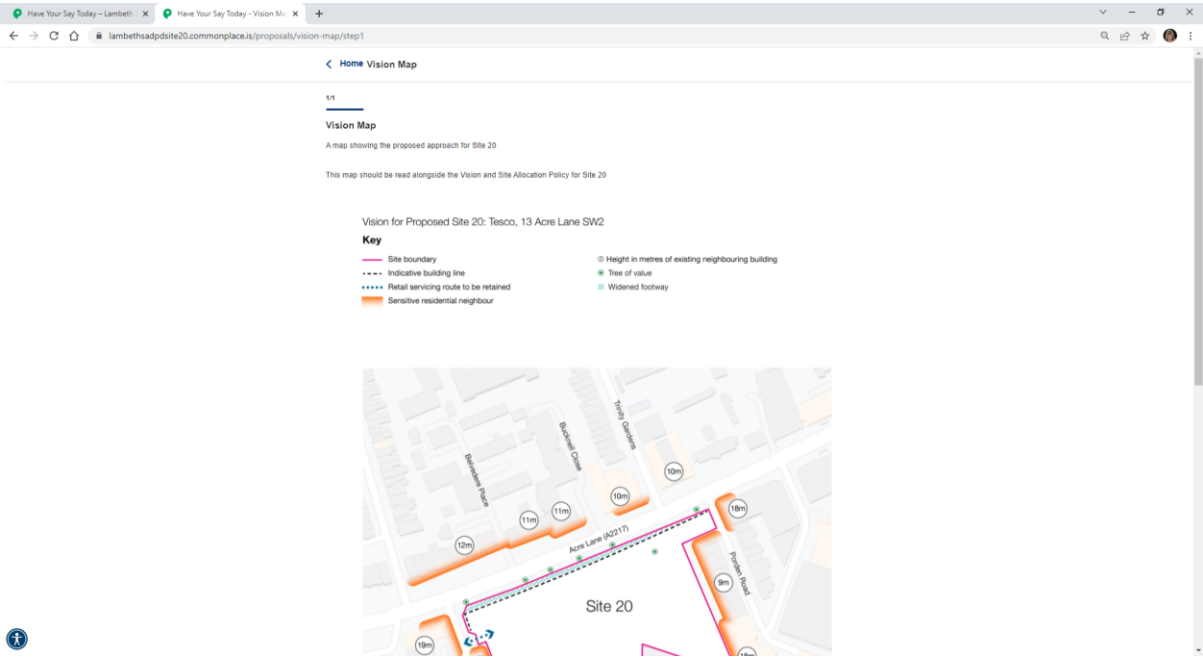 Have Your Say Today – Lambeth
Have Your Say Today - Vision Ma
lambethsadpdsite20.commonplace.is/proposals/vision-map/step1
Home Vision Map
1/1
Vision Map
A map showing the proposed approach for Site 20
This map should be read alongside the Vision and Site Allocation Policy for Site 20
Vision for Proposed Site 20: Tesco, 13 Acre Lane SW2
Key
Site boundary
Indicative building line
Retail servicing route to be retained
Sensitive residential neighbour
Height in metres of existing neighbouring building
Tree of value
Widened footway
Trinity Gardens
Bucknell Close
Belvedere Place
10m
10m
11m
11m
18m
12m
Acre Lane (A2217)
Porden Road
9m
Site 20
19m
18m